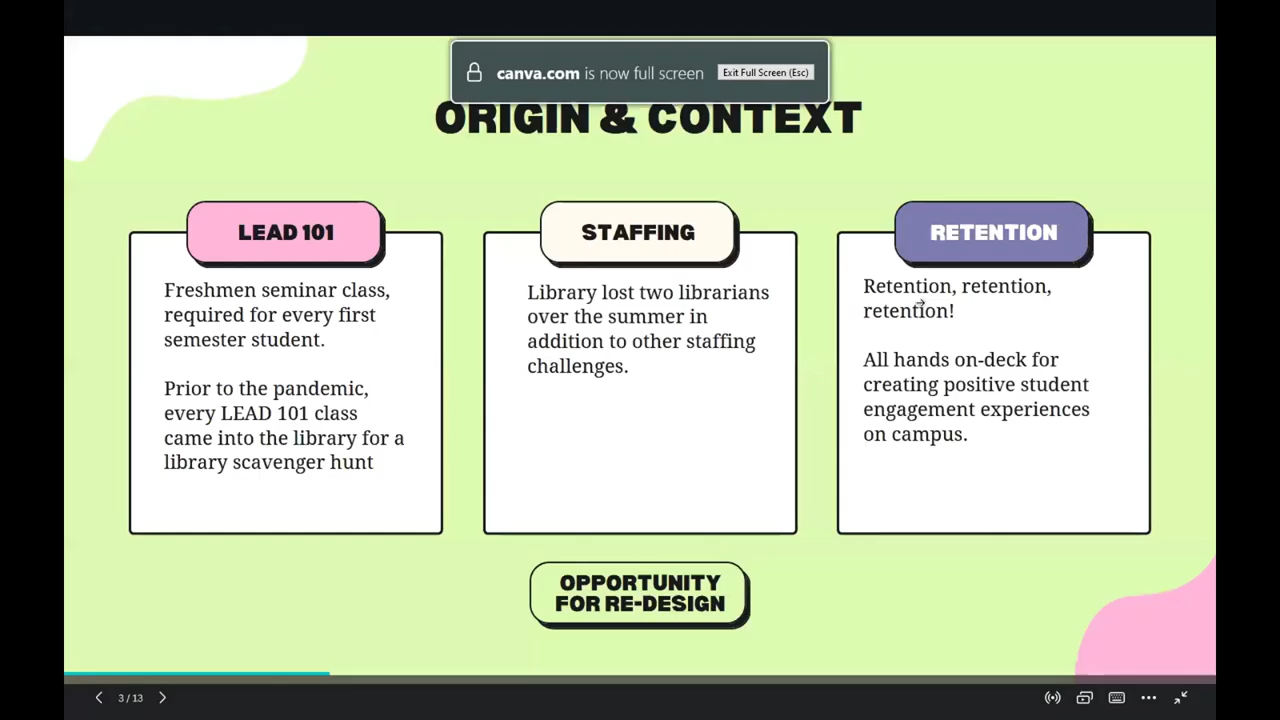 canva.com is now full screen
Exit Full Screen (Esc)
ORIGIN & CONTEXT
LEAD 101
Freshmen seminar class,
required for every first
semester student.
Prior to the pandemic,
every LEAD 101 class
came into the library for a
library scavenger hunt
STAFFING
Library lost two librarians
over the summer in
addition to other staffing
challenges.
RETENTION
Retention, retention,
retention!
All hands on-deck for
creating positive student
engagement experiences
on campus.
OPPORTUNITY
FOR RE-DESIGN
3 / 13